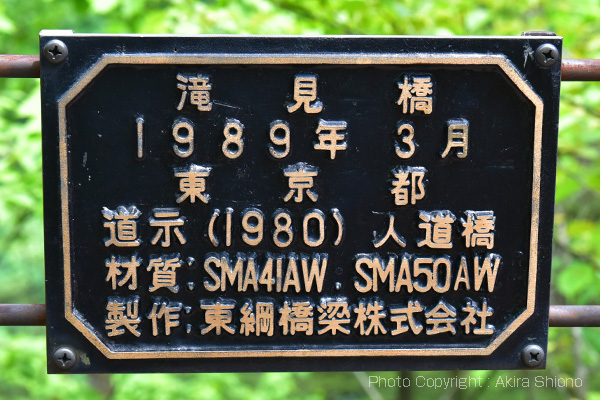 滝見橋
1989年3月
東京都
道示(1980)人道橋
材質:SMA41AW.SMA50AW
製作:東綱橋梁株式会社
Photo Copyright : Akira Shiono